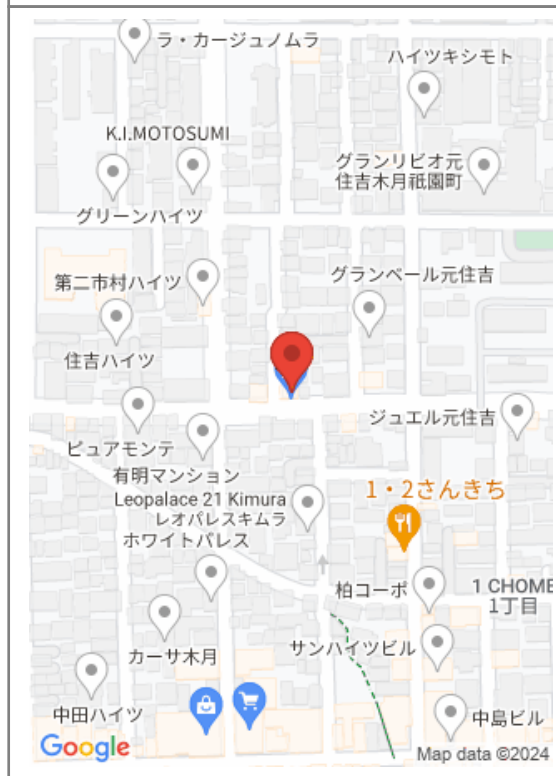 ラ・カージュノムラ
ハイツキシモト
K.I.MOTOSUMI
グランリビオ元
住吉木月祇園町
グリーンハイツ
グランベール元住吉
第二市村ハイツ
住吉ハイツ
ジュエル元住吉
ピュアモンテ
有明マンション
Leopalace 21 Kimura
レオパレスキムラ
1・2さんきち
ホワイトパレス
柏コーポ
1 CHOME
1丁目
サンハイツビル
カーサ木月
中田ハイツ
中島ビル
Google
Map data ©2024